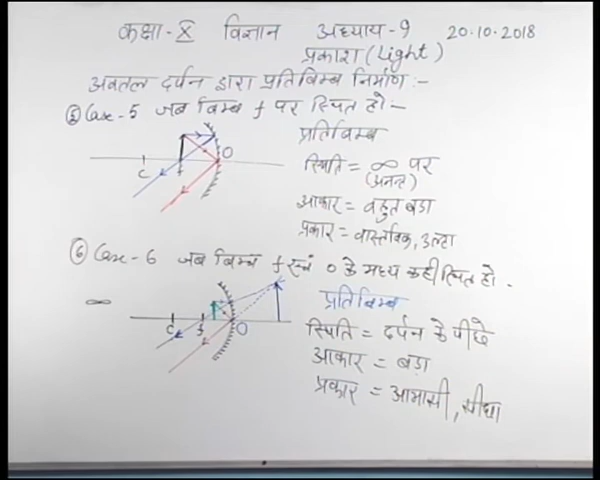 कक्षा-X विज्ञान अध्याय-9 20.10.2018
प्रकाश (Light)
अवतल दर्पन द्वारा प्रतिबिम्ब निर्माण :-
⑤ Case-5 जब बिम्ब f पर स्थित हो-
प्रतिबिम्ब
स्थिति = ∞ पर
(अनन्त)
आकार = बहुत बडा
प्रकार = वास्तविक, उल्टा
C f O
⑥ Case-6 जब बिम्ब f एवं O के मध्य कही स्थित हो.
∞
प्रतिबिम्ब
स्थिति = दर्पन के पीछे
आकार = बड़ा
प्रकार = आभासी, सीधा
C f O